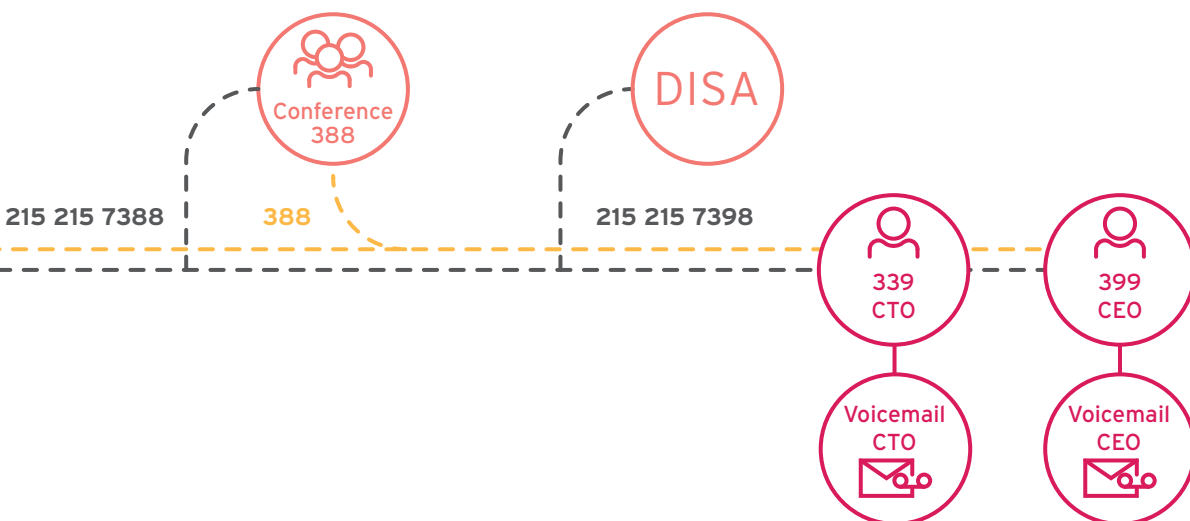 Conference
388
DISA
215 215 7388
388
215 215 7398
339
CTO
399
CEO
Voicemail
CTO
Voicemail
CEO